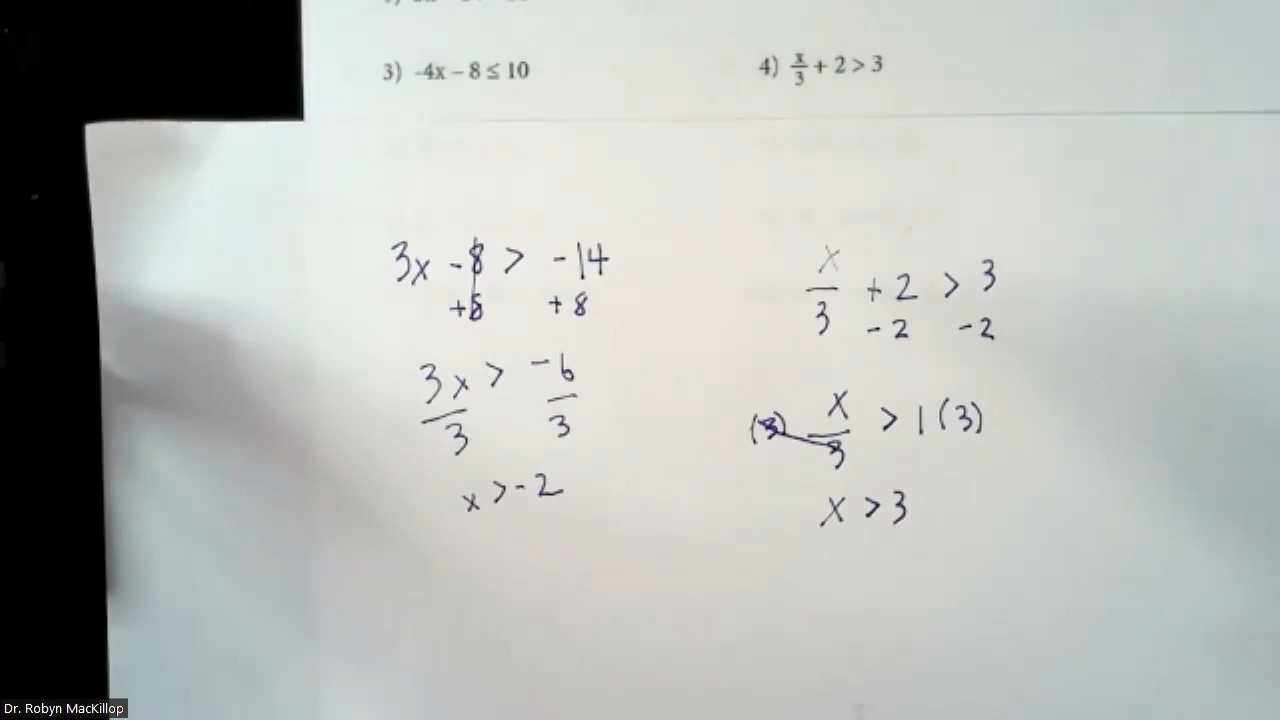 3) -4x – 8 ≤ 10
4) x/3 + 2 > 3
3x - 8 > -14
+8 +8
3x > -6
3 3
x > -2
x/3 + 2 > 3
-2 -2
(3) x/3 > 1(3)
x > 3
Dr. Robyn MacKillop